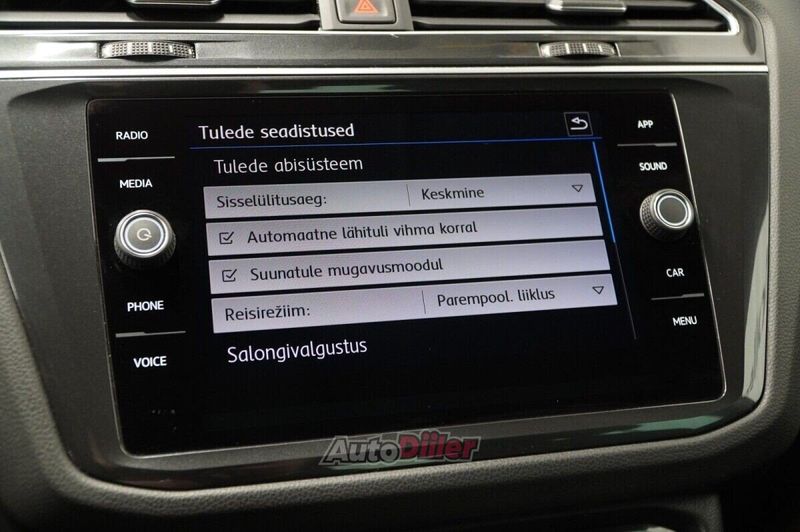 RADIO
MEDIA
PHONE
VOICE
Tulede seadistused
Tulede abisüsteem
Sisselülitusaeg: Keskmine
Automaatne lähituli vihma korral
Suunatule mugavusmoodul
Reisirežiim: Parempool. liiklus
Salongivalgustus
APP
SOUND
CAR
MENU
AutoDiiler